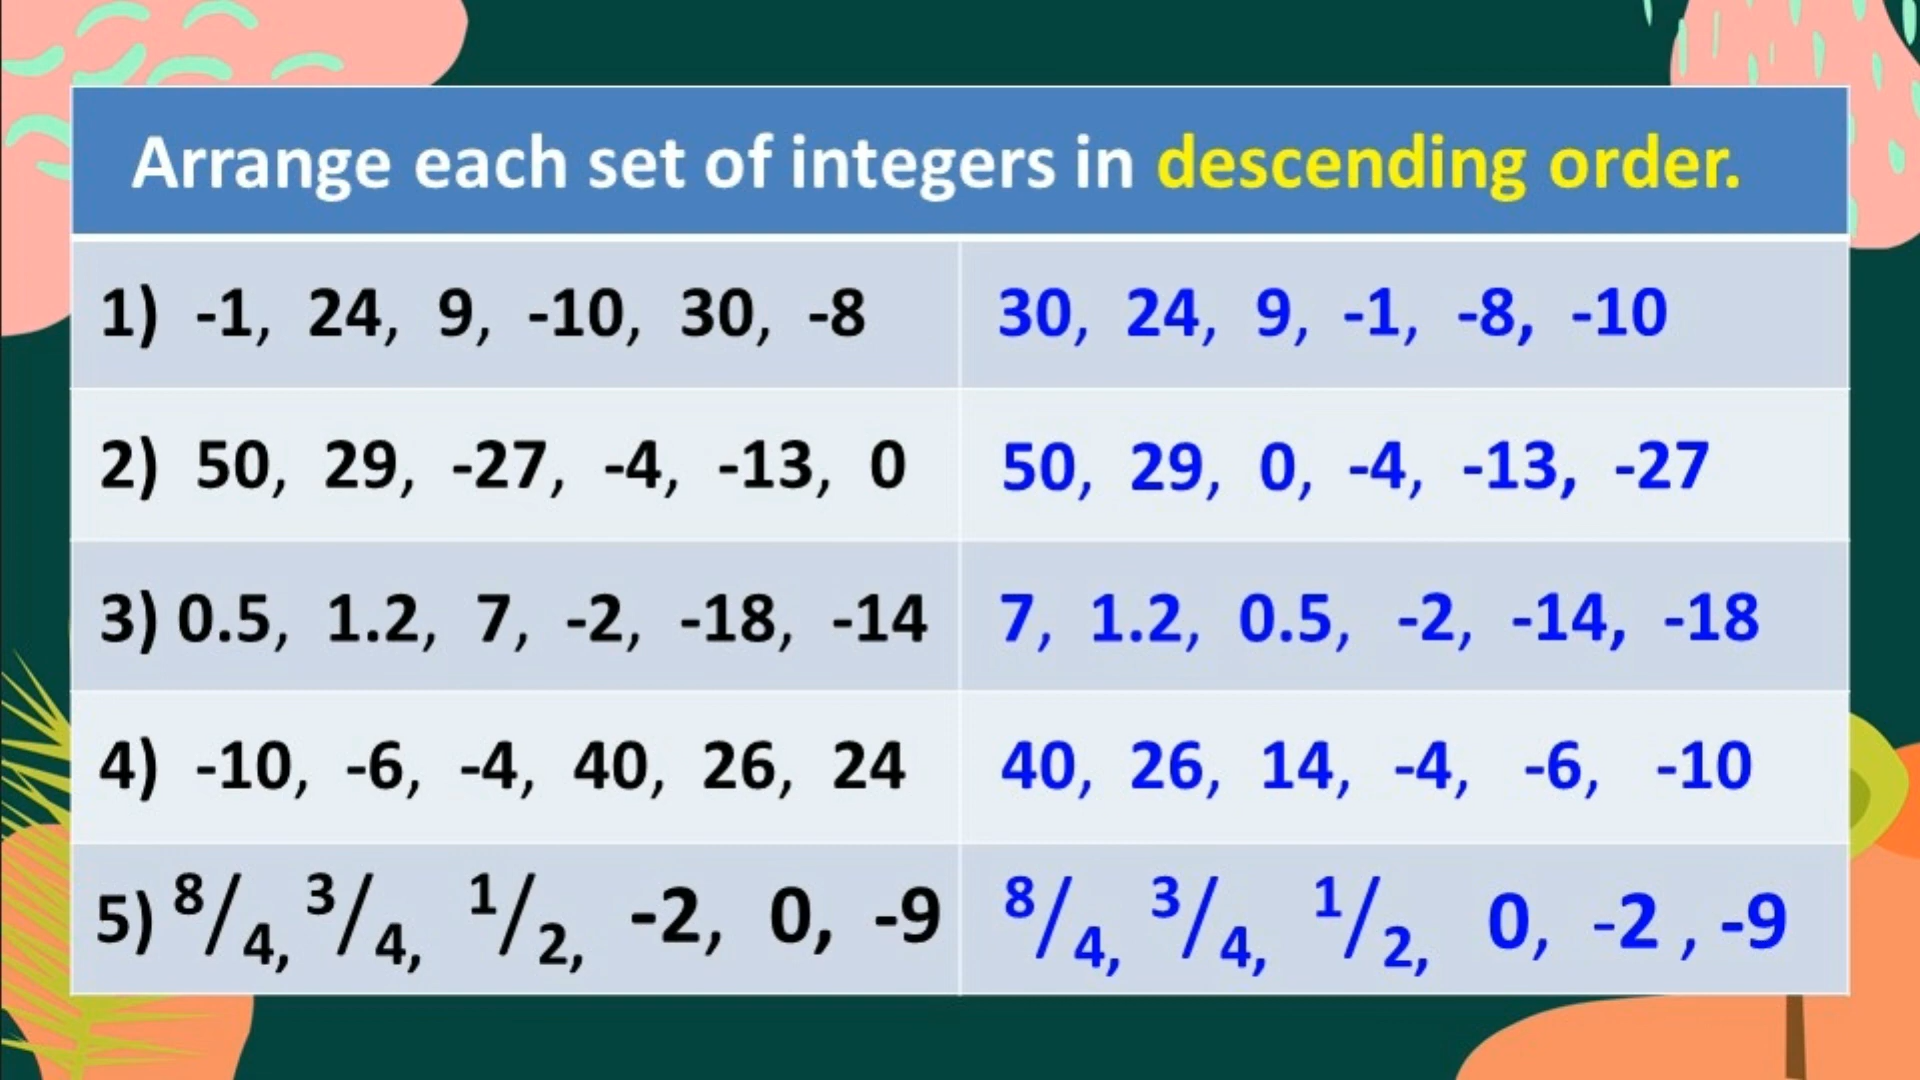 Arrange each set of integers in descending order.
1) -1, 24, 9, -10, 30, -8
30, 24, 9, -1, -8, -10
2) 50, 29, -27, -4, -13, 0
50, 29, 0, -4, -13, -27
3) 0.5, 1.2, 7, -2, -18, -14
7, 1.2, 0.5, -2, -14, -18
4) -10, -6, -4, 40, 26, 24
40, 26, 14, -4, -6, -10
5) 8/4, 3/4, 1/2, -2, 0, -9
8/4, 3/4, 1/2, 0, -2 , -9